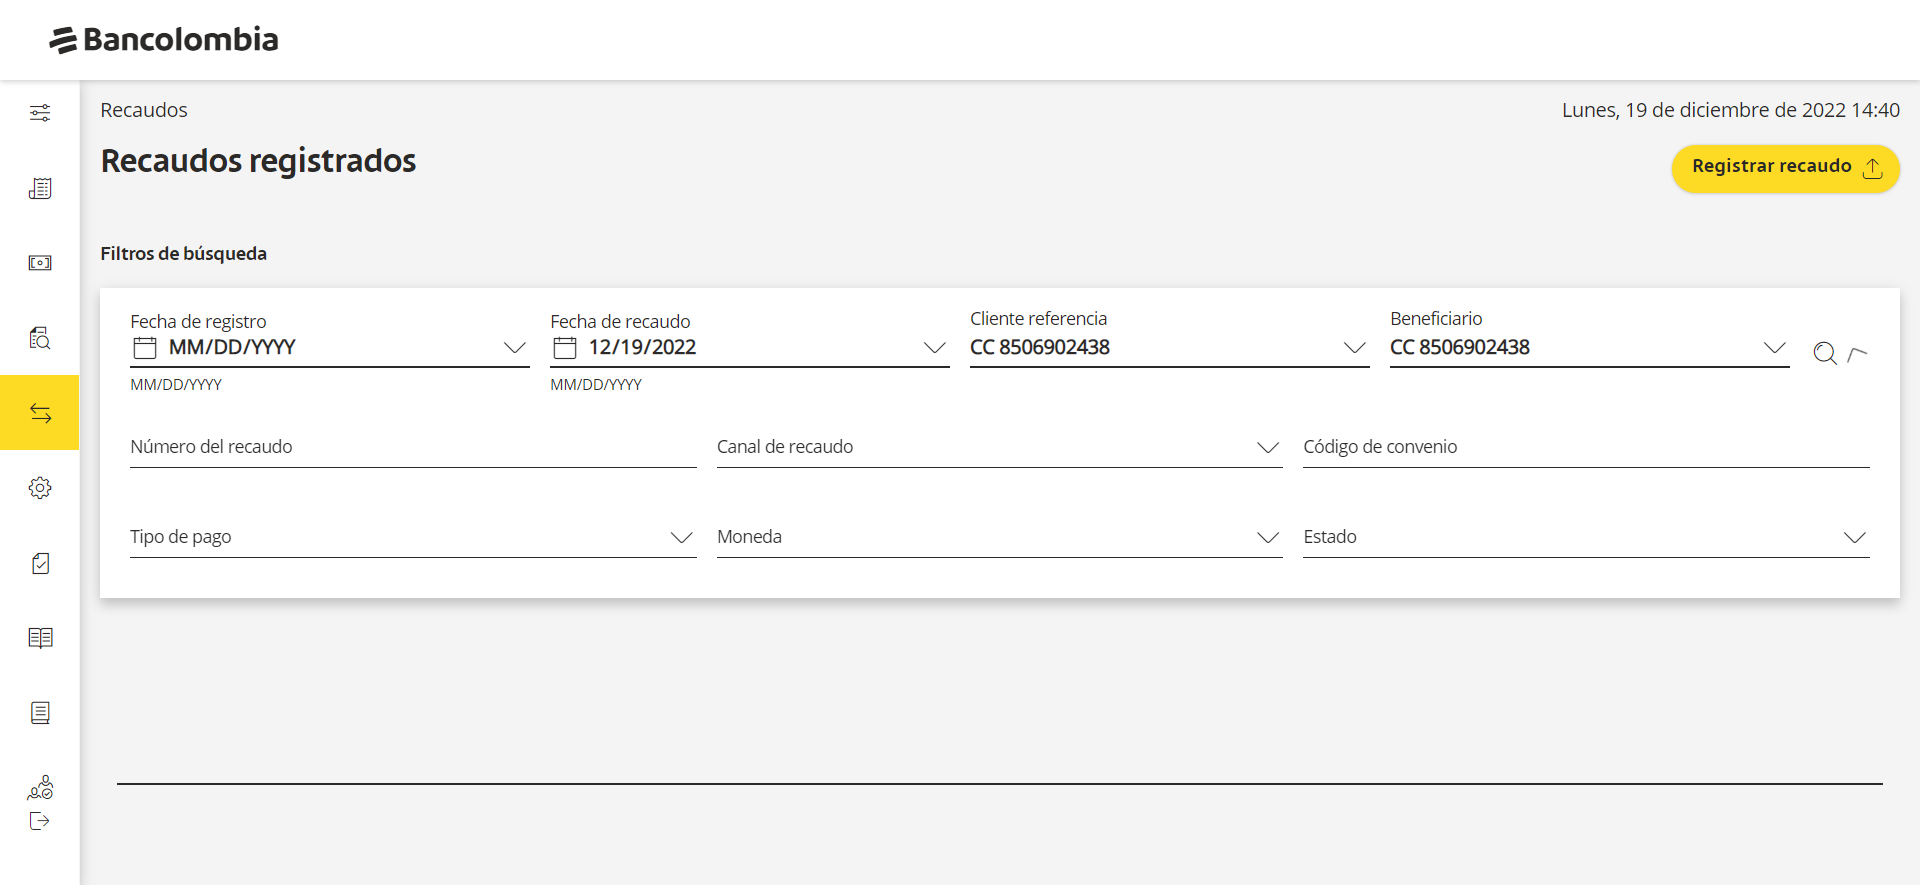 Bancolombia
Recaudos
Lunes, 19 de diciembre de 2022 14:40
Recaudos registrados
Registrar recaudo
Filtros de búsqueda
Fecha de registro
MM/DD/YYYY
MM/DD/YYYY
Fecha de recaudo
12/19/2022
MM/DD/YYYY
Cliente referencia
CC 8506902438
Beneficiario
CC 8506902438
Número del recaudo
Canal de recaudo
Código de convenio
Tipo de pago
Moneda
Estado